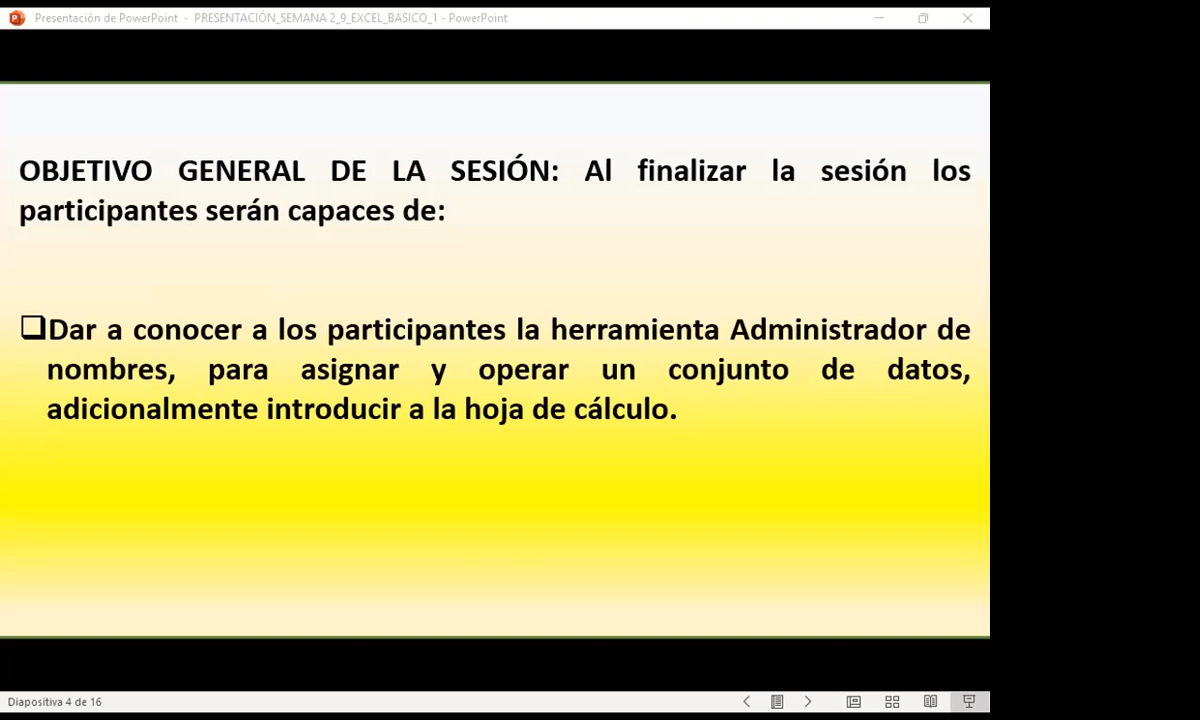 Presentación de PowerPoint - PRESENTACIÓN_SEMANA 2_9_EXCEL_BASICO_1 - PowerPoint
OBJETIVO GENERAL DE LA SESIÓN: Al finalizar la sesión los
participantes serán capaces de:
Dar a conocer a los participantes la herramienta Administrador de
nombres, para asignar y operar un conjunto de datos,
adicionalmente introducir a la hoja de cálculo.
Diapositiva 4 de 16